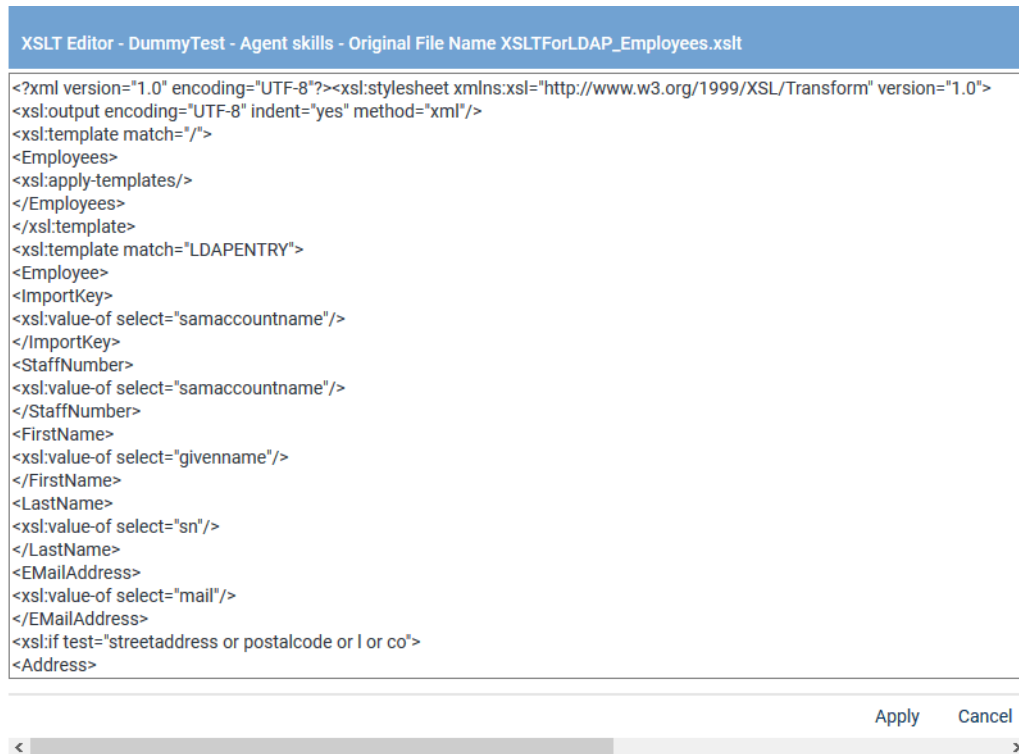 XSLT Editor - DummyTest - Agent skills - Original File Name XSLTForLDAP_Employees.xslt
<?xml version="1.0" encoding="UTF-8"?><xsl:stylesheet xmlns:xsl="http://www.w3.org/1999/XSL/Transform" version="1.0">
<xsl:output encoding="UTF-8" indent="yes" method="xml"/>
<xsl:template match="/">
<Employees>
<xsl:apply-templates/>
</Employees>
</xsl:template>
<xsl:template match="LDAPENTRY">
<Employee>
<ImportKey>
<xsl:value-of select="samaccountname"/>
</ImportKey>
<StaffNumber>
<xsl:value-of select="samaccountname"/>
</StaffNumber>
<FirstName>
<xsl:value-of select="givenname"/>
</FirstName>
<LastName>
<xsl:value-of select="sn"/>
</LastName>
<EMailAddress>
<xsl:value-of select="mail"/>
</EMailAddress>
<xsl:if test="streetaddress or postalcode or l or co">
<Address>
Apply Cancel